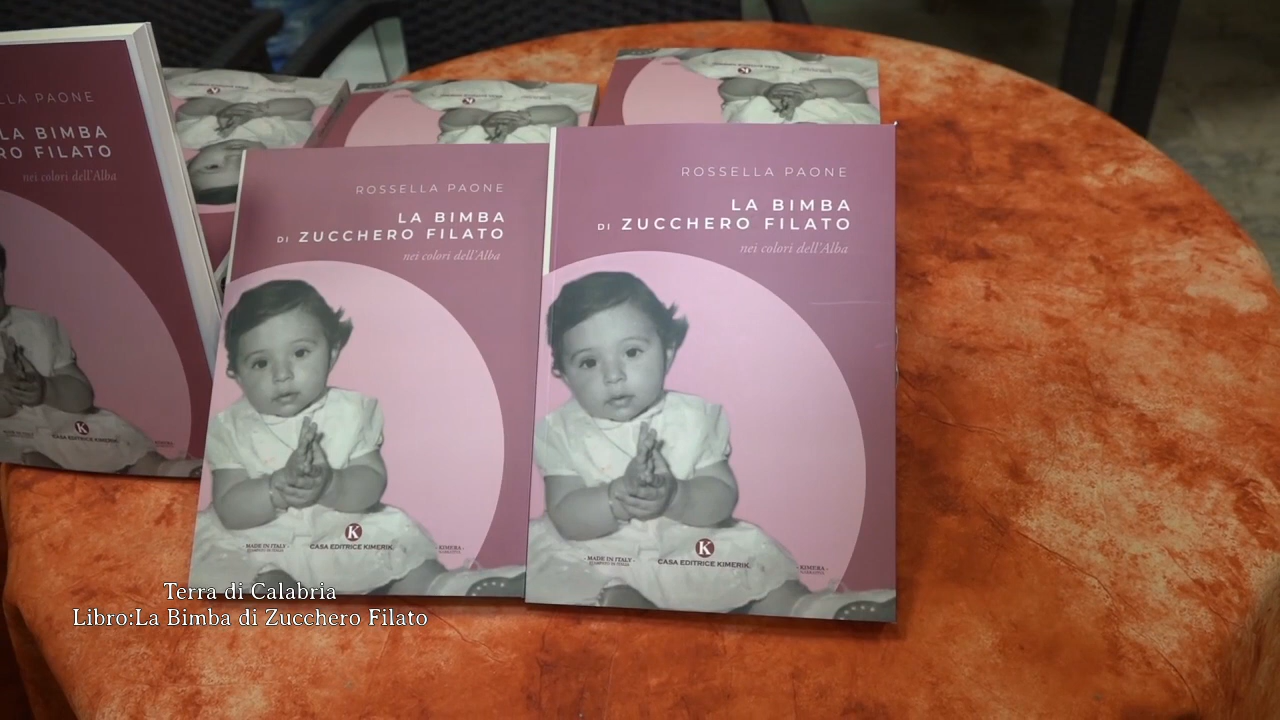 LLA PAONE
LA BIMBA
RO FILATO
nei colori dell'Alba
CASA EDITRICE KIMERIK
ROSSELLA PAONE
LA BIMBA
DI ZUCCHERO FILATO
nei colori dell'Alba
K
- MADE IN ITALY -
CASA EDITRICE KIMERIK
- KIMERA -
ROSSELLA PAONE
LA BIMBA
DI ZUCCHERO FILATO
nei colori dell'Alba
K
- MADE IN ITALY -
CASA EDITRICE KIMERIK
- KIMERA -
Terra di Calabria
Libro:La Bimba di Zucchero Filato